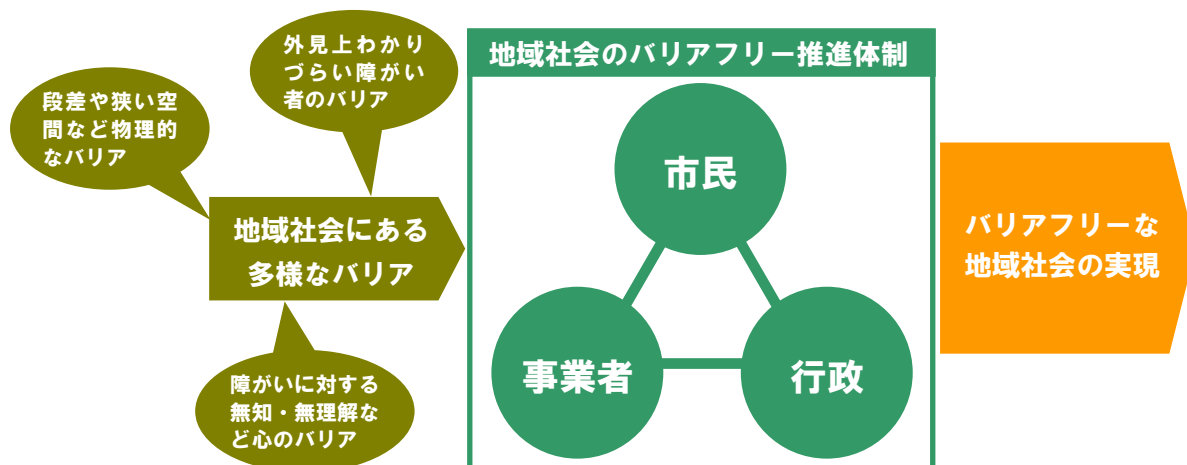 外見上わかり
づらい障がい
者のバリア
段差や狭い空
間など物理的
なバリア
地域社会にある
多様なバリア
障がいに対する
無知・無理解な
ど心のバリア
地域社会のバリアフリー推進体制
市民
事業者
行政
バリアフリーな
地域社会の実現